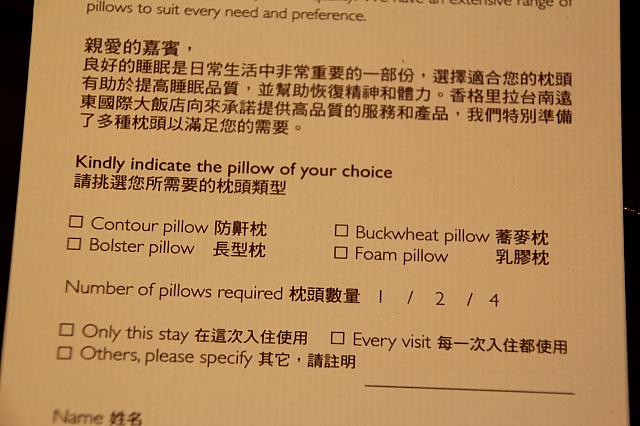 pillows to suit every need and preference.
親愛的嘉賓，
良好的睡眠是日常生活中非常重要的一部份，選擇適合您的枕頭
有助於提高睡眠品質，並幫助恢復精神和體力。香格里拉台南遠
東國際大飯店向來承諾提供高品質的服務和產品，我們特別準備
了多種枕頭以滿足您的需要。
Kindly indicate the pillow of your choice
請挑選您所需要的枕頭類型
☐ Contour pillow 防鼾枕 ☐ Buckwheat pillow 蕎麥枕
☐ Bolster pillow 長型枕 ☐ Foam pillow 乳膠枕
Number of pillows required 枕頭數量 1 / 2 / 4
☐ Only this stay 在這次入住使用 ☐ Every visit 每一次入住都使用
☐ Others, please specify 其它，請註明
Name 姓名